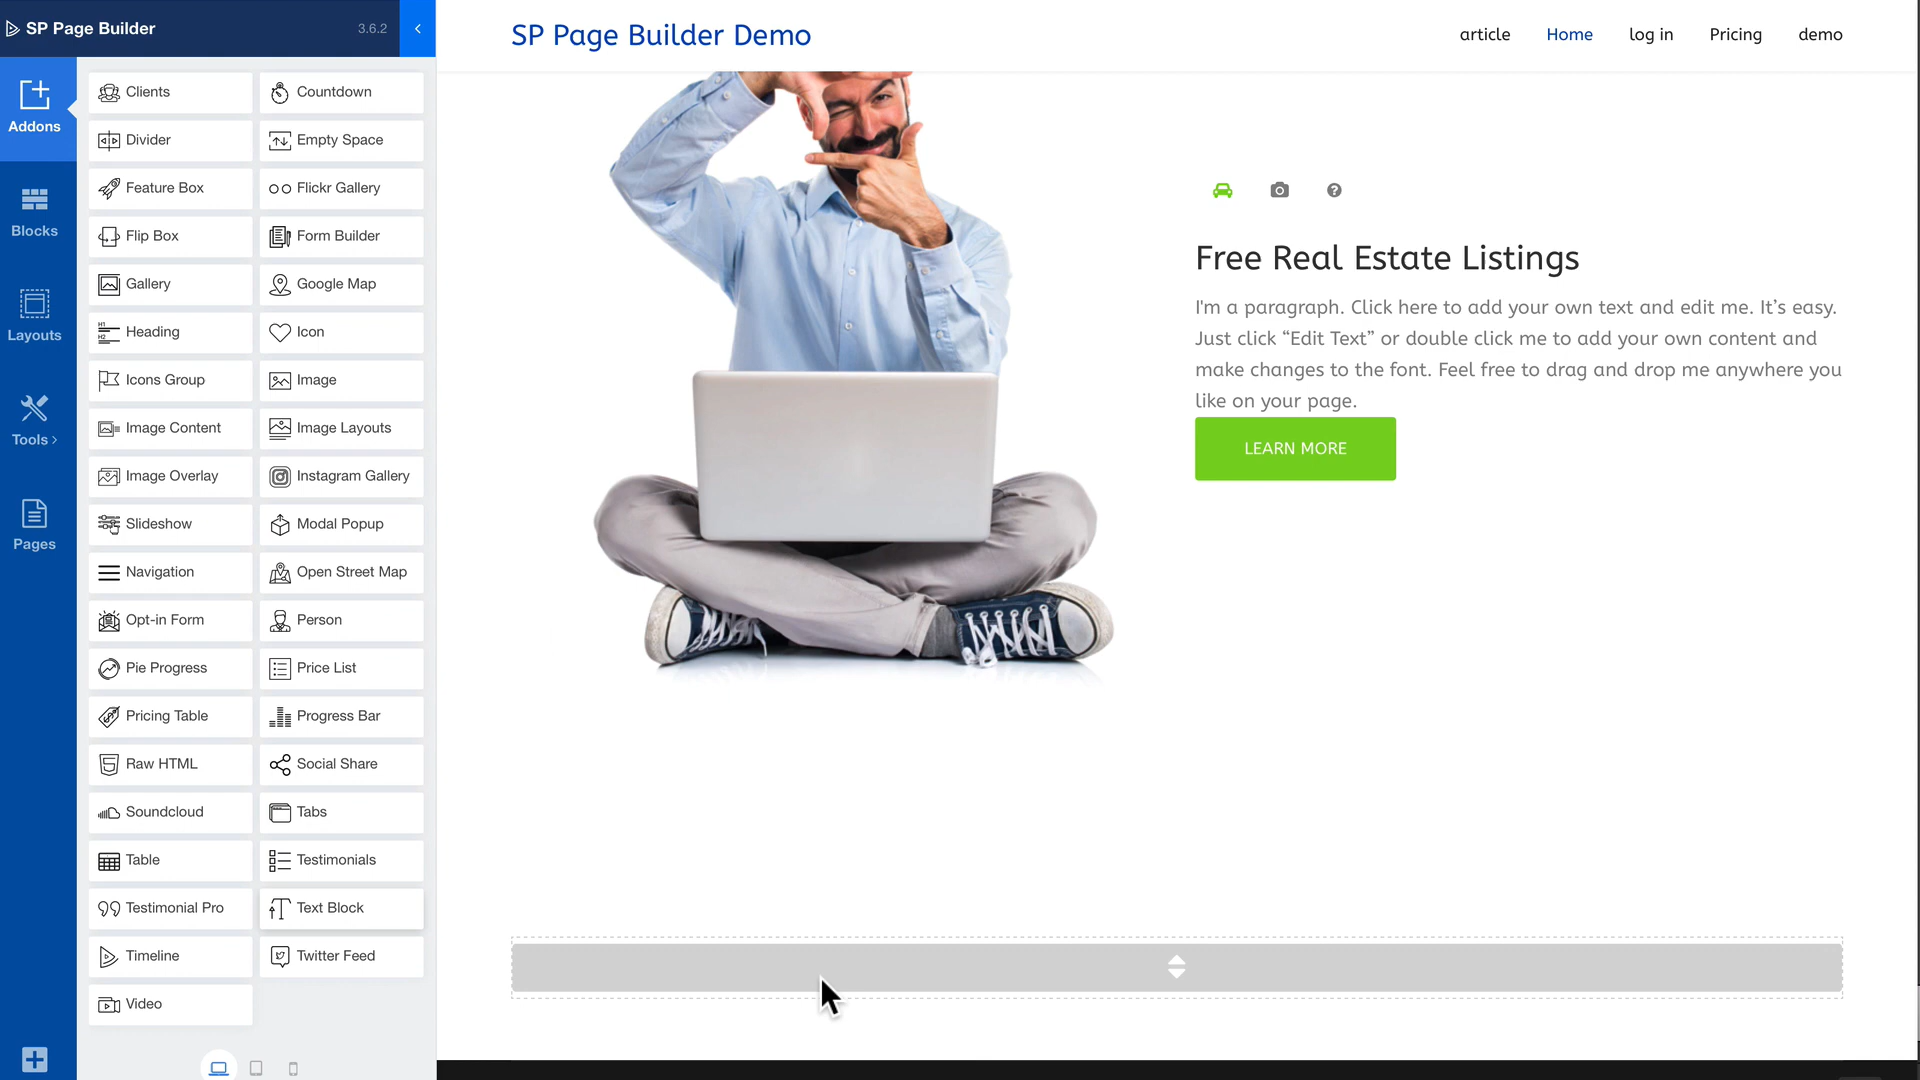 SP Page Builder
3.6.2
Addons
Blocks
Layouts
Tools
Pages
Clients
Countdown
Divider
Empty Space
Feature Box
Flickr Gallery
Flip Box
Form Builder
Gallery
Google Map
Heading
Icon
Icons Group
Image
Image Content
Image Layouts
Image Overlay
Instagram Gallery
Slideshow
Modal Popup
Navigation
Open Street Map
Opt-in Form
Person
Pie Progress
Price List
Pricing Table
Progress Bar
Raw HTML
Social Share
Soundcloud
Tabs
Table
Testimonials
Testimonial Pro
Text Block
Timeline
Twitter Feed
Video
SP Page Builder Demo
article
Home
log in
Pricing
demo
Free Real Estate Listings
I'm a paragraph. Click here to add your own text and edit me. It’s easy.
Just click “Edit Text” or double click me to add your own content and
make changes to the font. Feel free to drag and drop me anywhere you
like on your page.
LEARN MORE